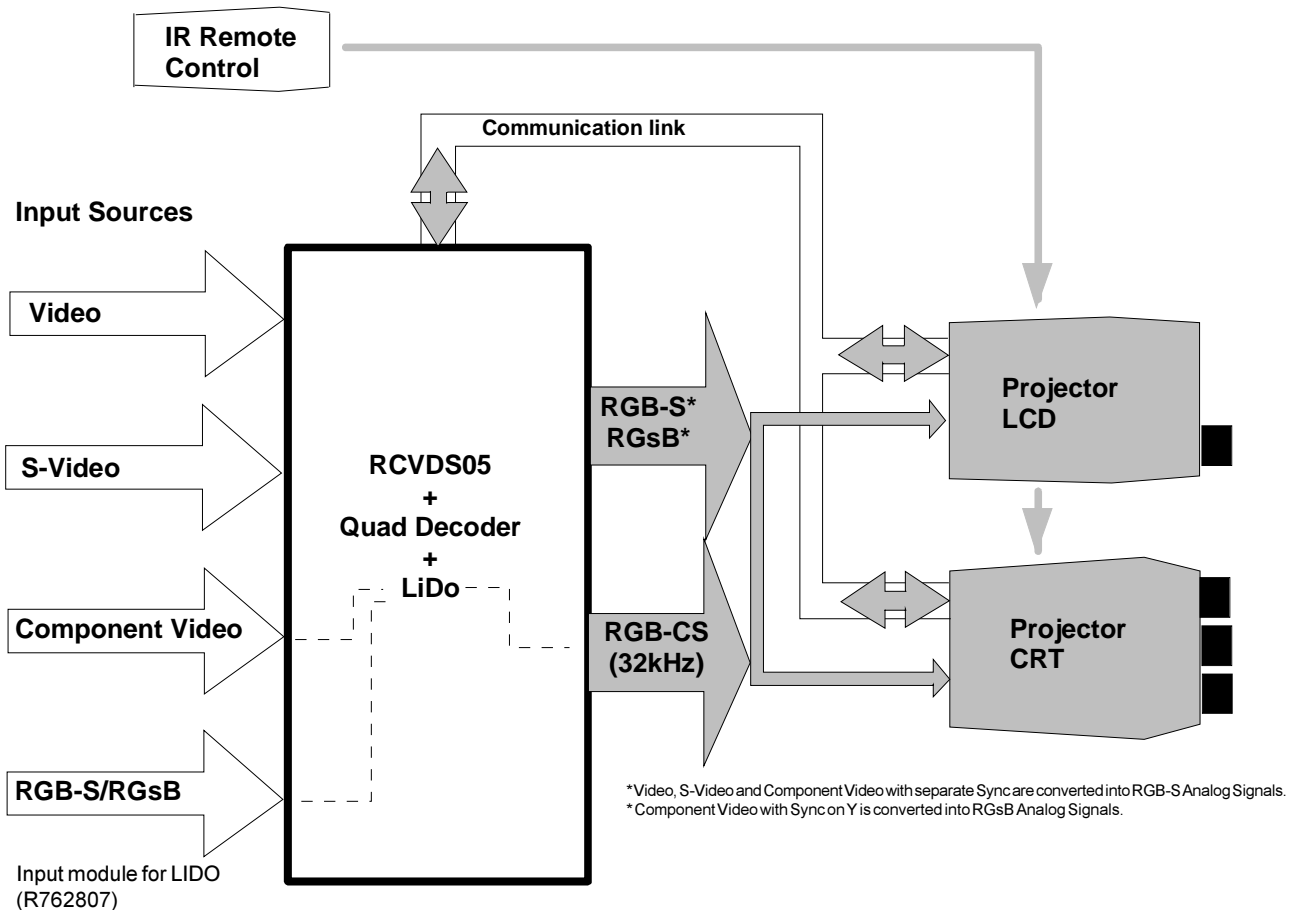 IR Remote
Control
Communication link
Input Sources
Video
S-Video
Component Video
RGB-S/RGsB
Input module for LIDO
(R762807)
RCVDS05
+
Quad Decoder
+
LiDo
RGB-S*
RGsB*
RGB-CS
(32kHz)
Projector
LCD
Projector
CRT
*Video, S-Video and Component Video with separate Sync are converted into RGB-S Analog Signals.
* Component Video with Sync on Y is converted into RGsB Analog Signals.